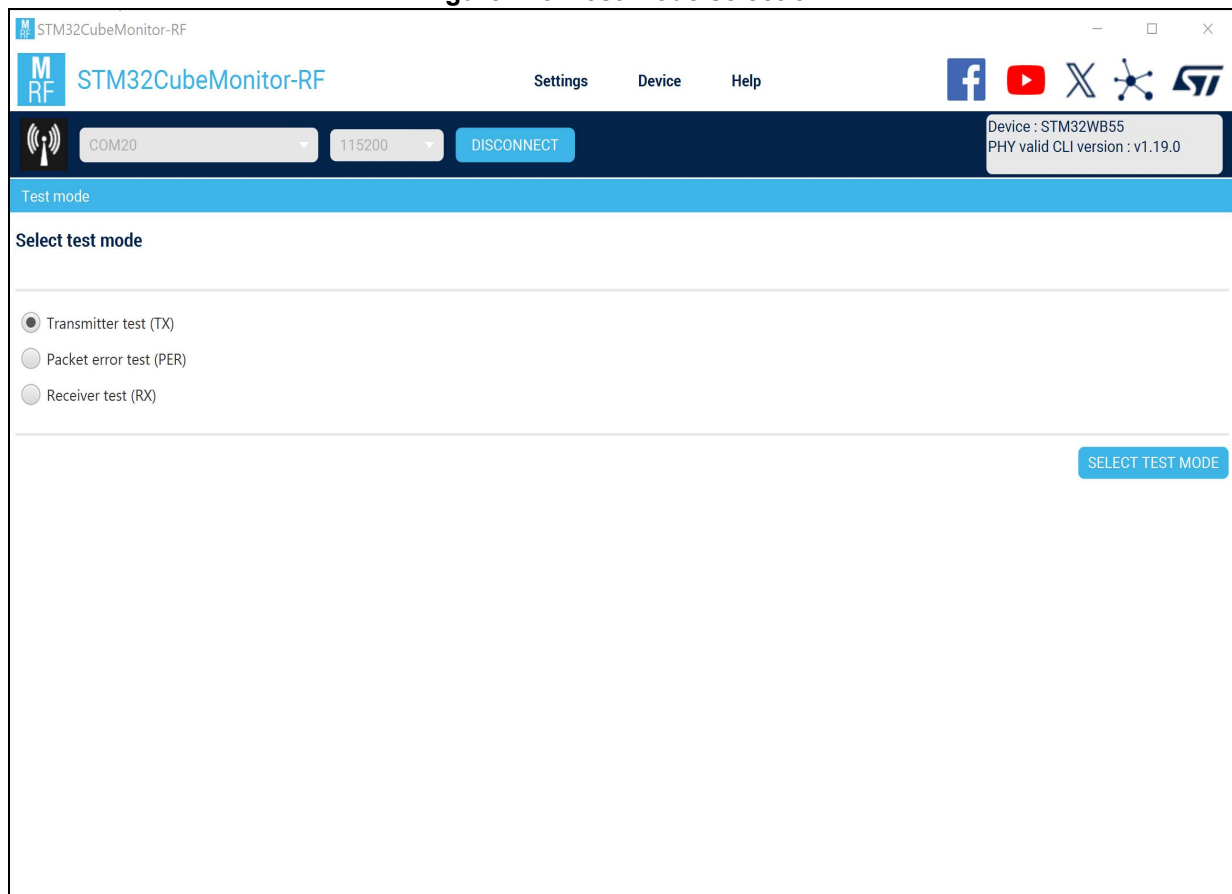 STM32CubeMonitor-RF
M
RF
STM32CubeMonitor-RF
Settings Device Help
COM20 115200 DISCONNECT
Device : STM32WB55
PHY valid CLI version : v1.19.0
Test mode
Select test mode
Transmitter test (TX)
Packet error test (PER)
Receiver test (RX)
SELECT TEST MODE